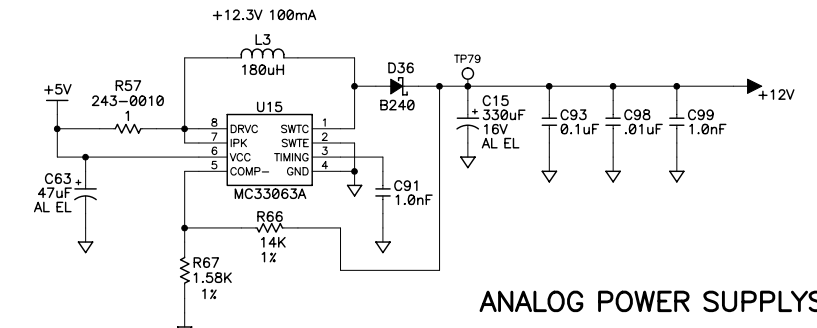 +12.3V 100mA
L3
180uH
D36
B240
TP79
+12V
+5V
R57
243-0010
1
U15
8 DRVC SWTC 1
7 IPK SWTE 2
6 VCC TIMING 3
5 COMP- GND 4
MC33063A
C15
330uF
16V
AL EL
C93
0.1uF
C98
.01uF
C99
1.0nF
C63
47uF
AL EL
C91
1.0nF
R66
14K
1%
R67
1.58K
1%
ANALOG POWER SUPPLYS